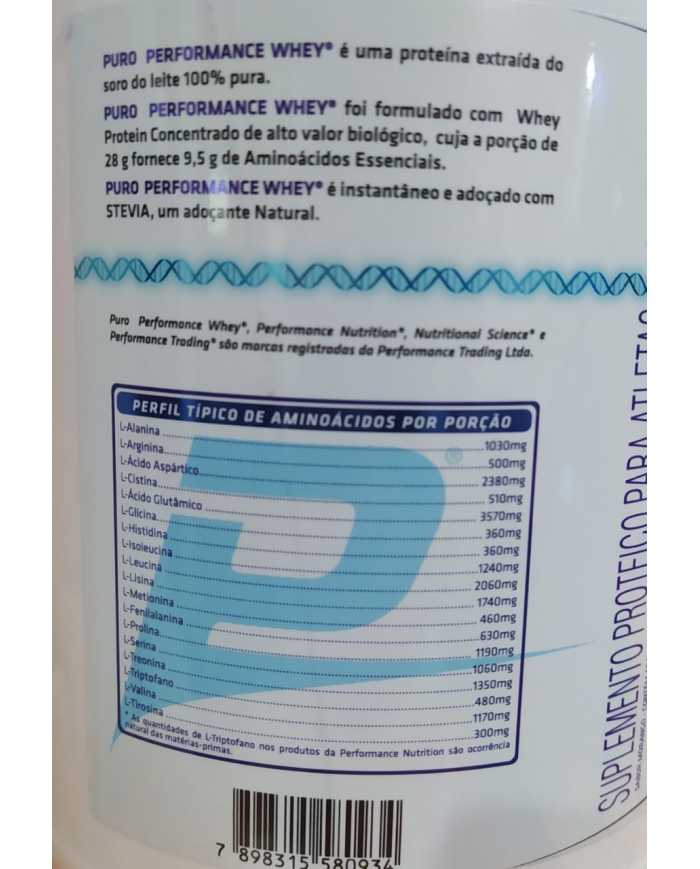 PURO PERFORMANCE WHEY® é uma proteína extraída do
soro do leite 100% pura.
PURO PERFORMANCE WHEY® foi formulado com Whey
Protein Concentrado de alto valor biológico, cuja a porção de
28 g fornece 9,5 g de Aminoácidos Essenciais.
PURO PERFORMANCE WHEY® é instantâneo e adoçado com
STEVIA, um adoçante Natural.
Puro Performance Whey®, Performance Nutrition®, Nutritional Science® e
Performance Trading® são marcas registradas da Performance Trading Ltda.
PERFIL TÍPICO DE AMINOÁCIDOS POR PORÇÃO
L-Alanina 1030mg
L-Arginina 500mg
L-Ácido Aspártico 2380mg
L-Cistina 510mg
L-Ácido Glutâmico 3570mg
L-Glicina 360mg
L-Histidina 360mg
L-Isoleucina 1240mg
L-Leucina 2060mg
L-Lisina 1740mg
L-Metionina 460mg
L-Fenilalanina 630mg
L-Prolina 1190mg
L-Serina 1060mg
L-Treonina 1350mg
L-Triptofano 480mg
L-Valina 1170mg
L-Tirosina 300mg
* As quantidades de L-Triptofano nos produtos da Performance Nutrition são ocorrência
natural das matérias-primas.
®
7 898315 580934
SUPLEMENTO PROTEICO PARA ATLETAS
SABOR MORANGO